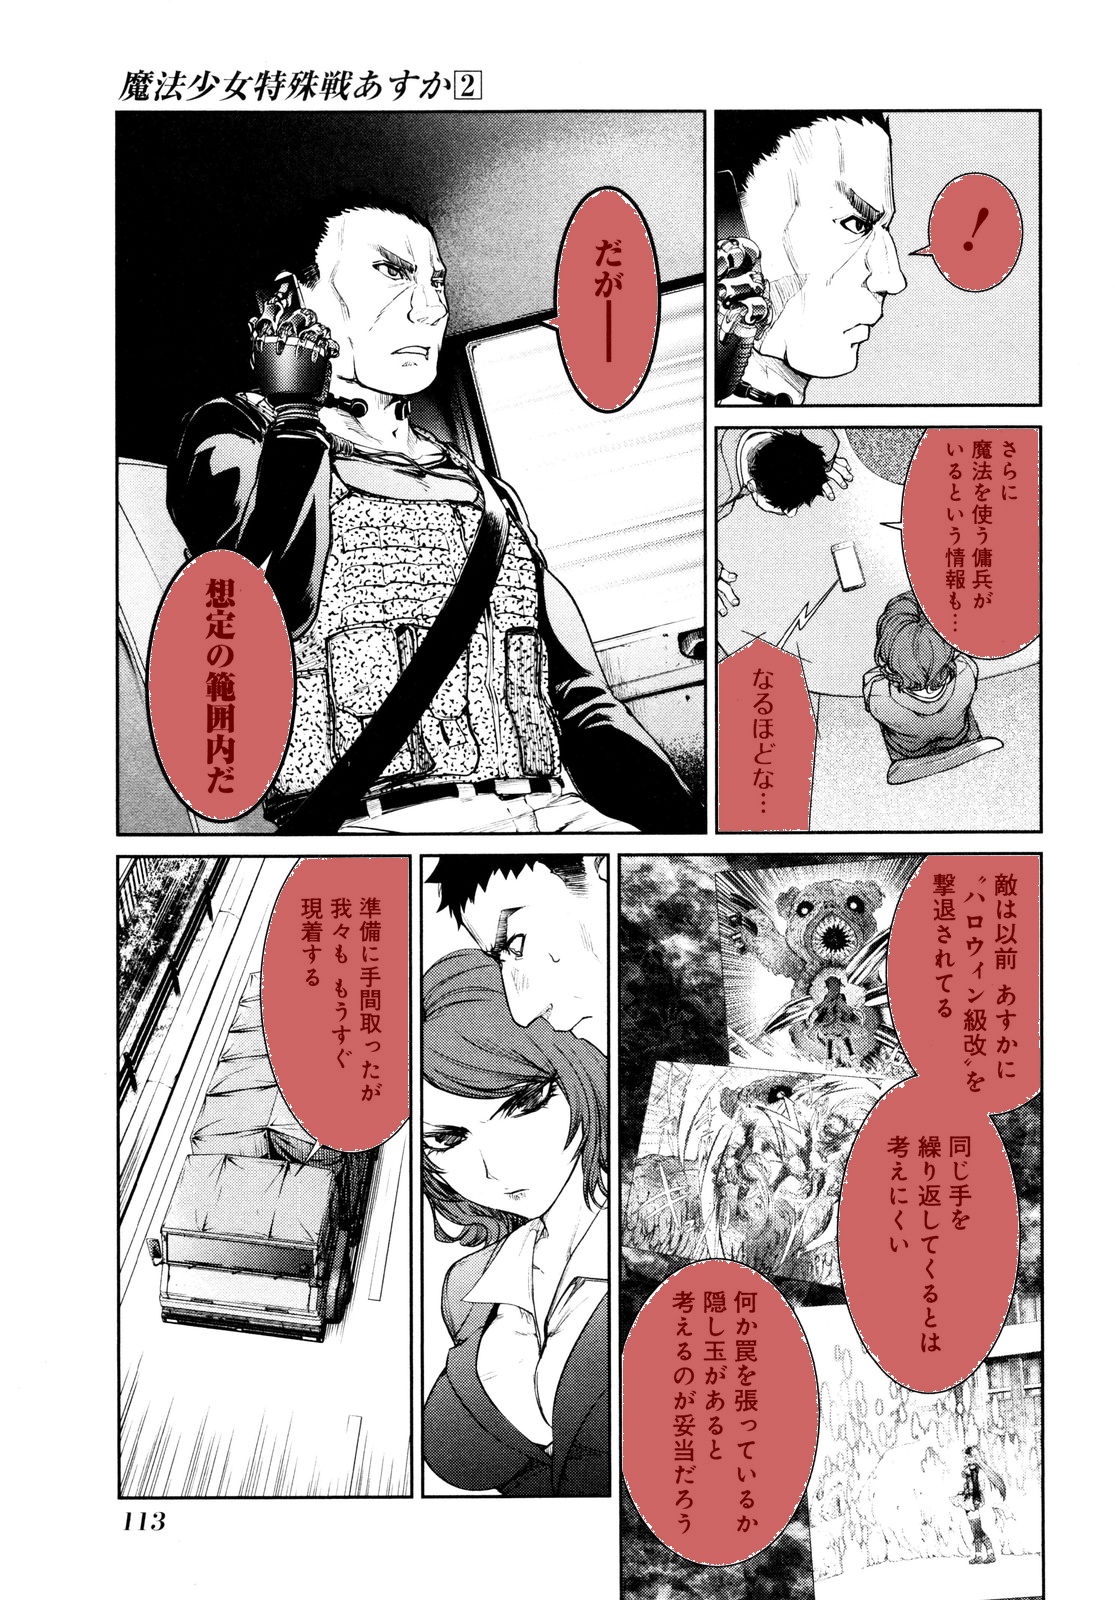 魔法少女特殊戦あすか2
！
さらに
魔法を使う傭兵が
いるという情報も…
なるほどな…
だが――
想定の範囲内だ
敵は以前 あすかに
〝ハロウィン級改〟を
撃退されてる
同じ手を
繰り返してくるとは
考えにくい
何か罠を張っているか
隠し玉があると
考えるのが妥当だろう
準備に手間取ったが
我々も もうすぐ
現着する
113